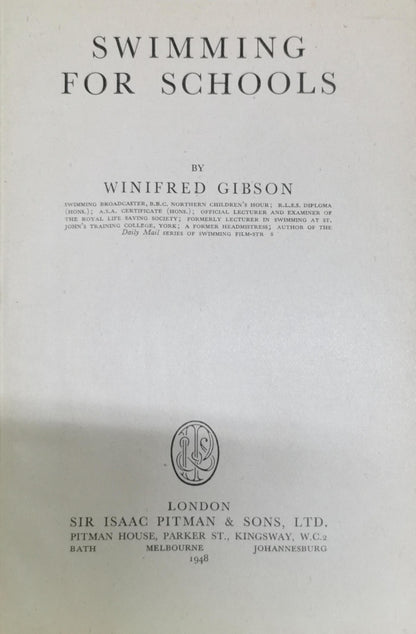 SWIMMING
FOR SCHOOLS
BY
WINIFRED GIBSON
SWIMMING BROADCASTER, B.B.C. NORTHERN CHILDREN'S HOUR; R.L.S.S. DIPLOMA
(HONS.); A.S.A. CERTIFICATE (HONS.); OFFICIAL LECTURER AND EXAMINER OF
THE ROYAL LIFE SAVING SOCIETY; FORMERLY LECTURER IN SWIMMING AT ST.
JOHN'S TRAINING COLLEGE, YORK; A FORMER HEADMISTRESS; AUTHOR OF THE
Daily Mail SERIES OF SWIMMING FILM-STR S
LONDON
SIR ISAAC PITMAN & SONS, LTD.
PITMAN HOUSE, PARKER ST., KINGSWAY, W.C.2
BATH MELBOURNE JOHANNESBURG
1948